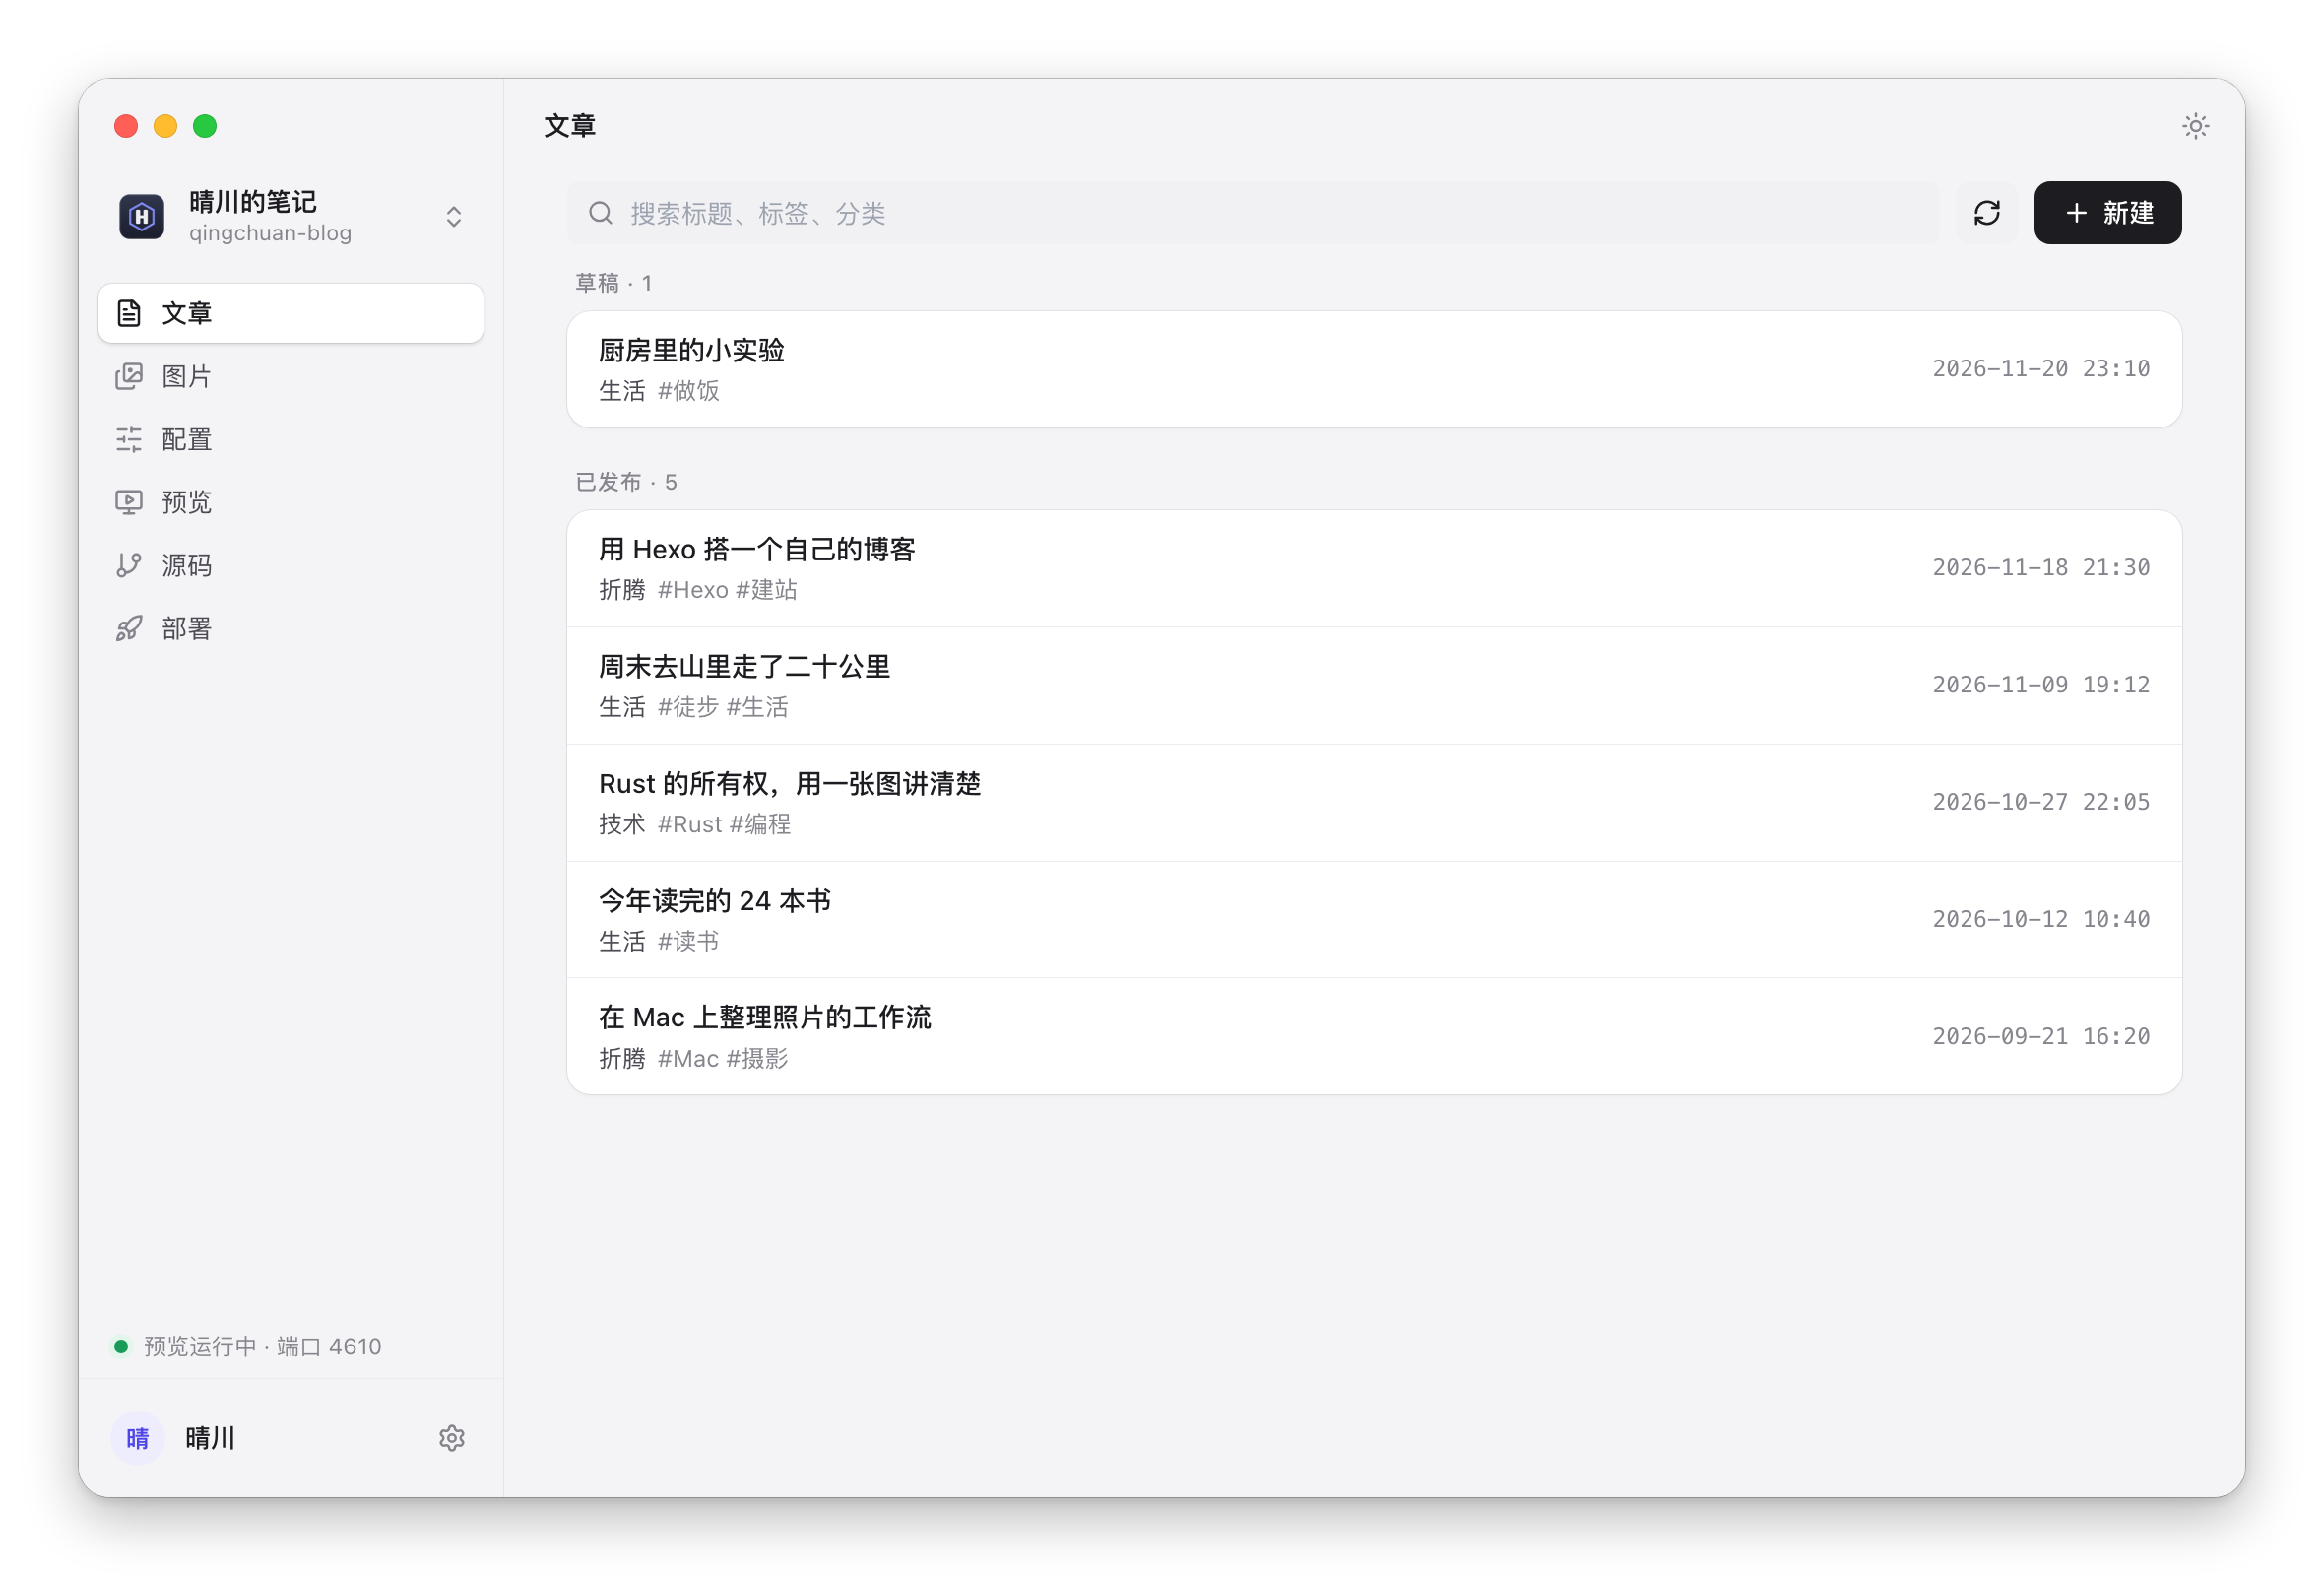 文章
晴川的笔记
qingchuan-blog
文章
图片
配置
预览
源码
部署
预览运行中 · 端口 4610
晴 晴川
搜索标题、标签、分类
新建
草稿 · 1
厨房里的小实验
生活 #做饭
2026-11-20 23:10
已发布 · 5
用 Hexo 搭一个自己的博客
折腾 #Hexo #建站
2026-11-18 21:30
周末去山里走了二十公里
生活 #徒步 #生活
2026-11-09 19:12
Rust 的所有权，用一张图讲清楚
技术 #Rust #编程
2026-10-27 22:05
今年读完的 24 本书
生活 #读书
2026-10-12 10:40
在 Mac 上整理照片的工作流
折腾 #Mac #摄影
2026-09-21 16:20